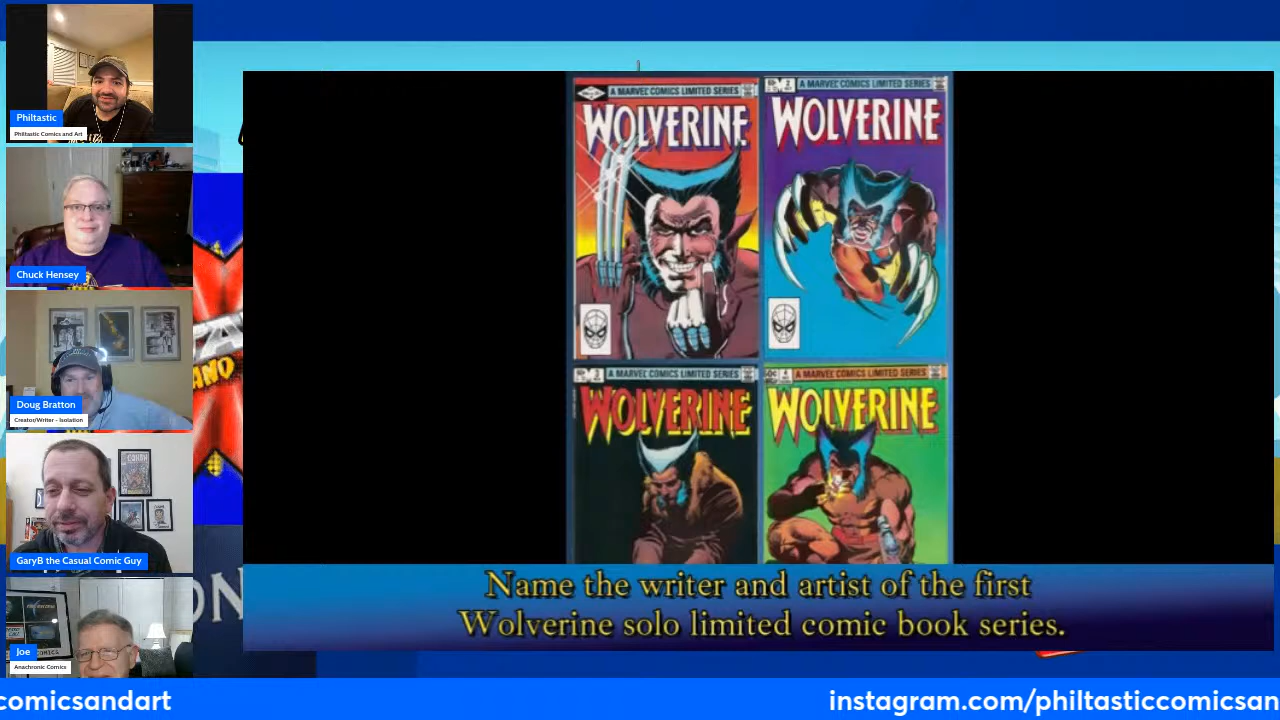 Philtastic
Philtastic Comics and Art
Chuck Hensey
Doug Bratton
Creator/Writer - Isolation
GaryB the Casual Comic Guy
Joe
Anachronic Comics
A MARVEL COMICS LIMITED SERIES
WOLVERINE
A MARVEL COMICS LIMITED SERIES
WOLVERINE
A MARVEL COMICS LIMITED SERIES
WOLVERINE
A MARVEL COMICS LIMITED SERIES
WOLVERINE
Name the writer and artist of the first
Wolverine solo limited comic book series.
comicsandart
instagram.com/philtasticcomicsan